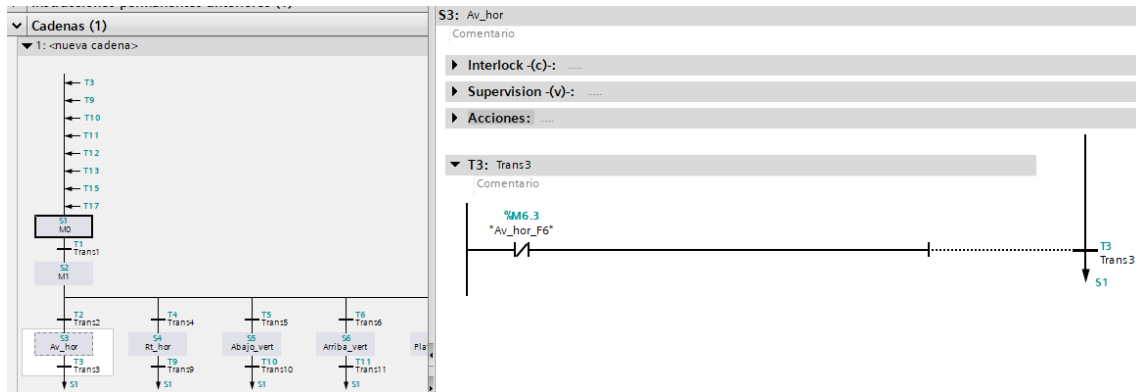 Cadenas (1)
1: <nueva cadena>
T3
T9
T10
T11
T12
T13
T15
T17
S1
M0
T1
Trans1
S2
M1
T2
Trans2
T4
Trans4
T5
Trans5
T6
Trans6
S3
Av_hor
S4
Rt_hor
S5
Abajo_vert
S6
Arriba_vert
T3
Trans3
T9
Trans9
T10
Trans10
T11
Trans11
S1
S1
S1
S1
S3: Av_hor
Comentario
Interlock -(c)-: .....
Supervision -(v)-: .....
Acciones: .....
T3: Trans3
Comentario
%M6.3
"Av_hor_F6"
T3
Trans3
S1